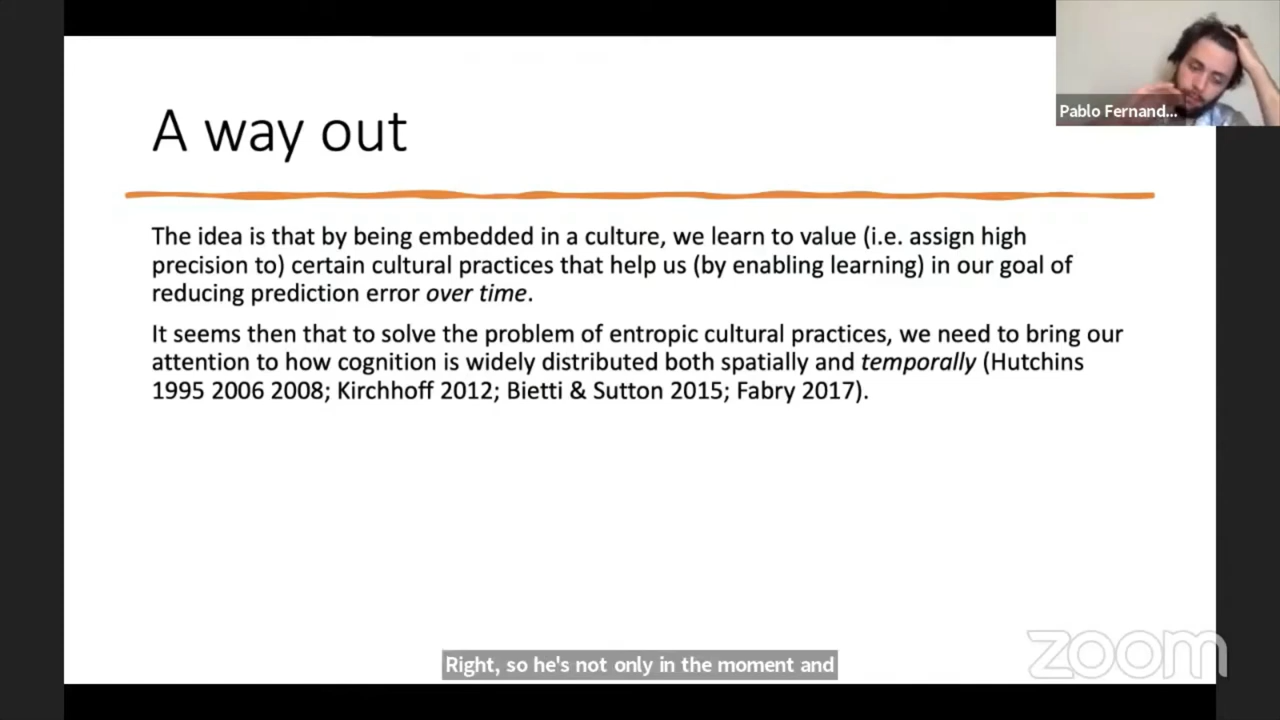 A way out
Pablo Fernand...
The idea is that by being embedded in a culture, we learn to value (i.e. assign high
precision to) certain cultural practices that help us (by enabling learning) in our goal of
reducing prediction error over time.
It seems then that to solve the problem of entropic cultural practices, we need to bring our
attention to how cognition is widely distributed both spatially and temporally (Hutchins
1995 2006 2008; Kirchhoff 2012; Bietti & Sutton 2015; Fabry 2017).
Right, so he's not only in the moment and
zoom